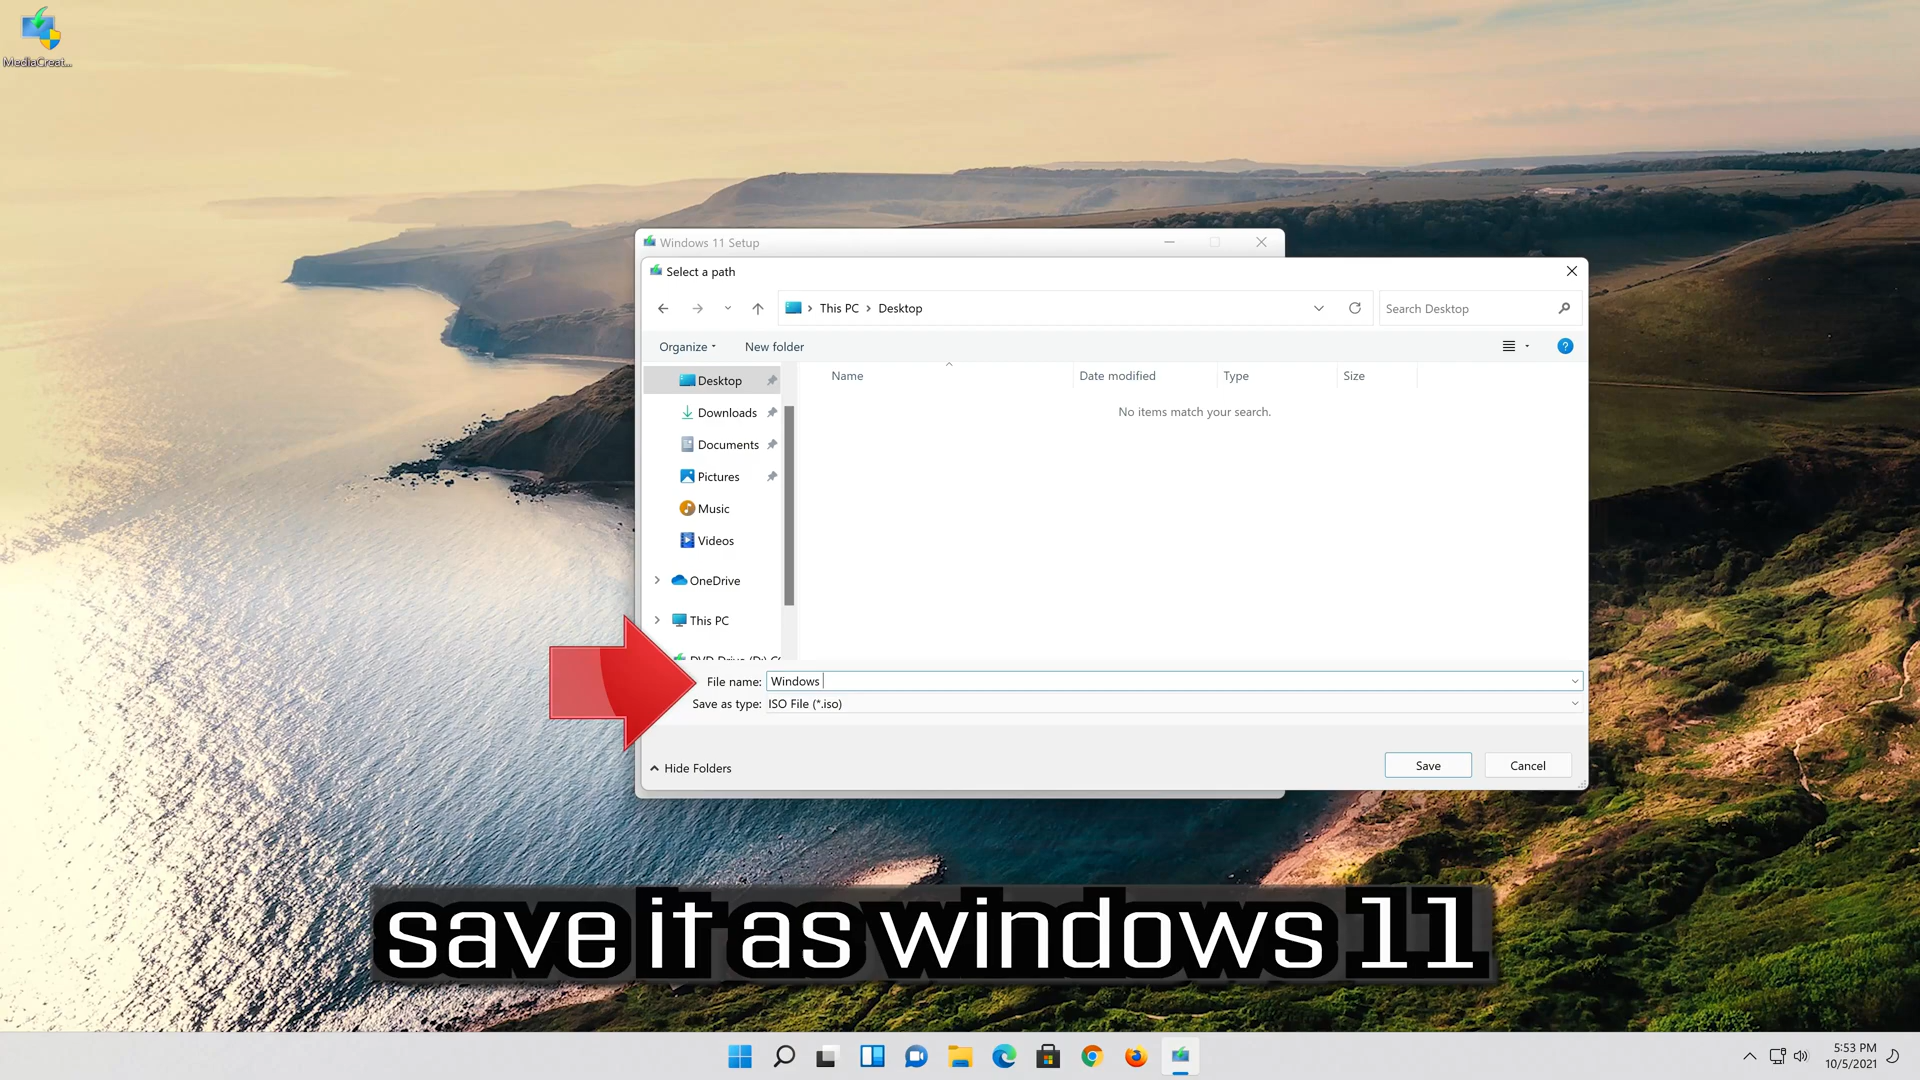 MediaCreat...
Windows 11 Setup
Select a path
This PC
Desktop
Search Desktop
Organize
New folder
Name
Date modified
Type
Size
No items match your search.
Desktop
Downloads
Documents
Pictures
Music
Videos
OneDrive
This PC
DVD Drive (D:)
File name: Windows
Save as type: ISO File (*.iso)
Hide Folders
Save
Cancel
save it as windows 11
5:53 PM
10/5/2021